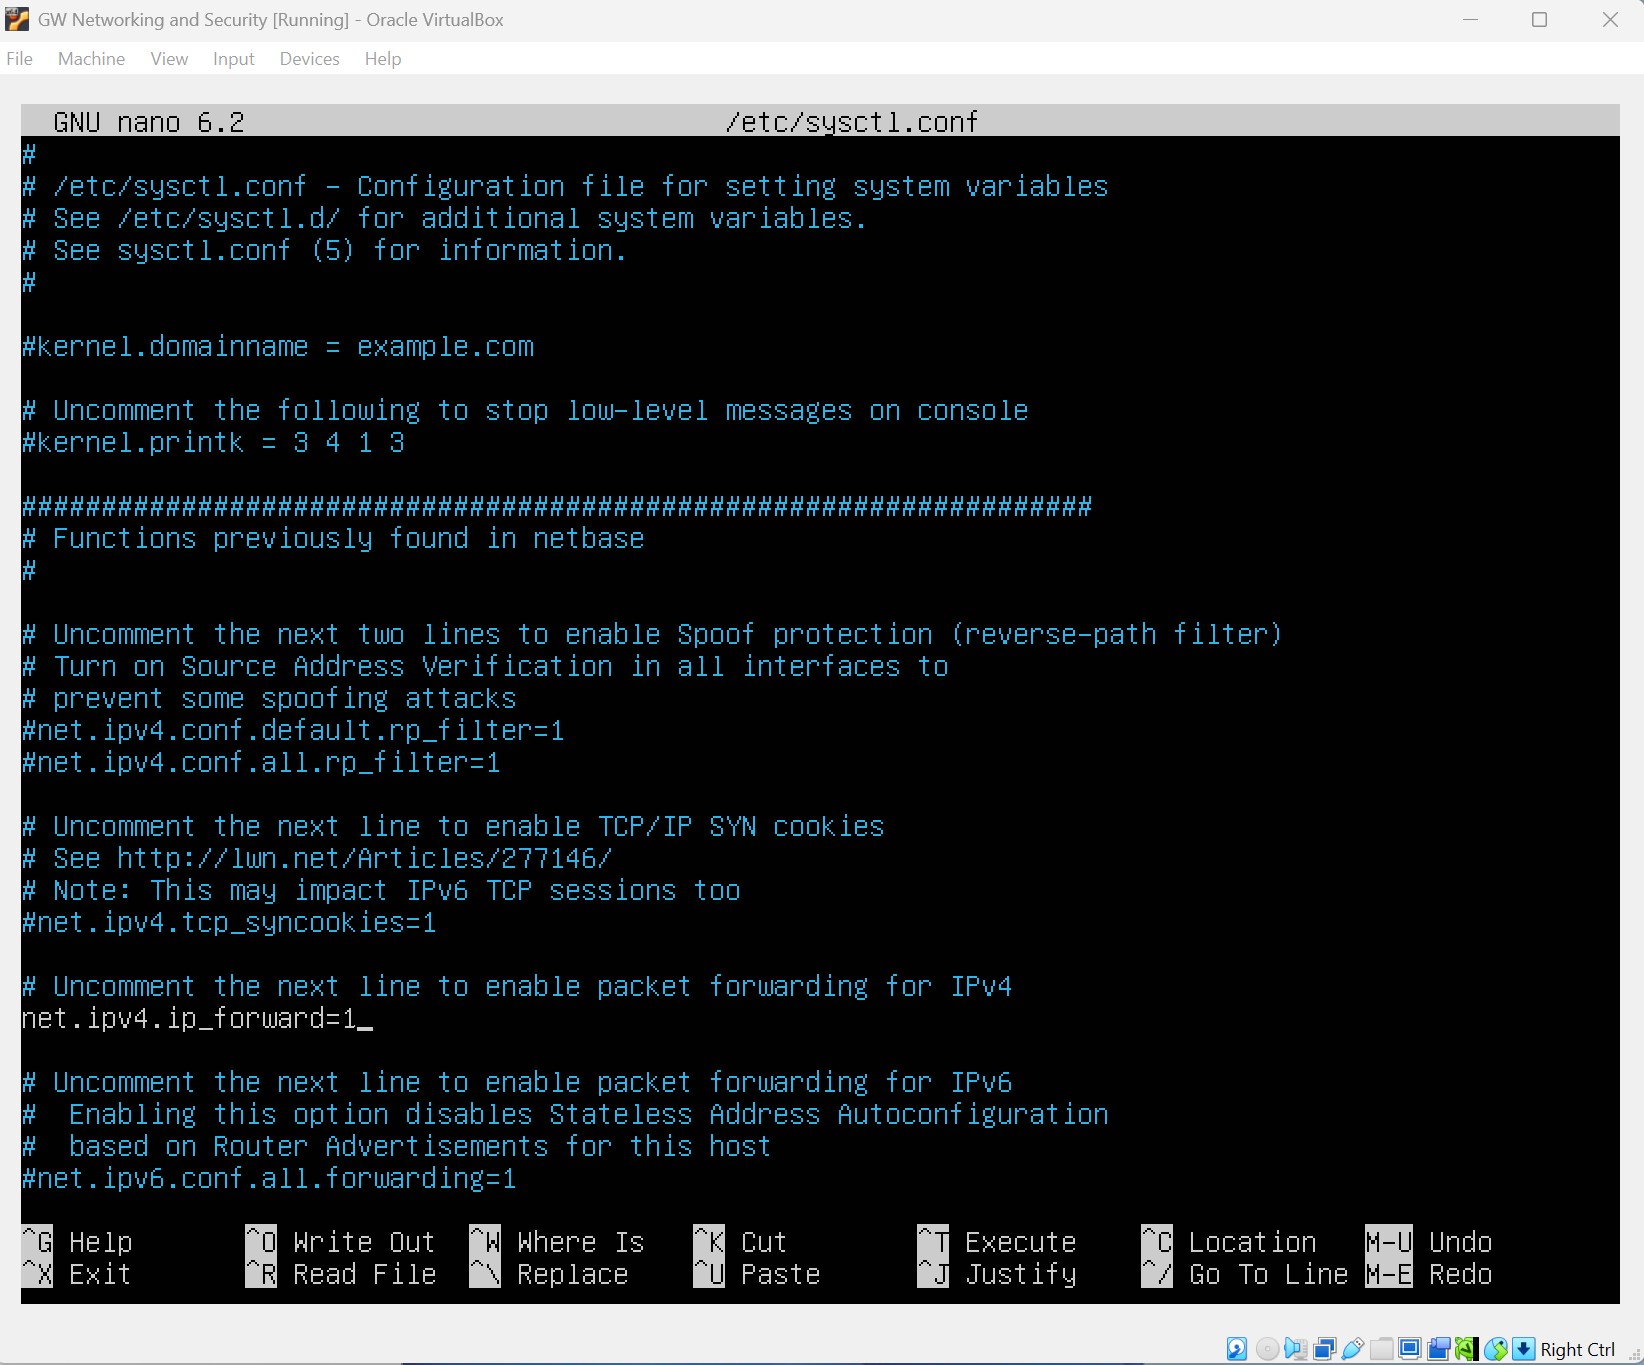 GW Networking and Security [Running] - Oracle VirtualBox
File Machine View Input Devices Help
GNU nano 6.2 /etc/sysctl.conf
#
# /etc/sysctl.conf - Configuration file for setting system variables
# See /etc/sysctl.d/ for additional system variables.
# See sysctl.conf (5) for information.
#
#kernel.domainname = example.com
# Uncomment the following to stop low-level messages on console
#kernel.printk = 3 4 1 3
###################################################################
# Functions previously found in netbase
#
# Uncomment the next two lines to enable Spoof protection (reverse-path filter)
# Turn on Source Address Verification in all interfaces to
# prevent some spoofing attacks
#net.ipv4.conf.default.rp_filter=1
#net.ipv4.conf.all.rp_filter=1
# Uncomment the next line to enable TCP/IP SYN cookies
# See http://lwn.net/Articles/277146/
# Note: This may impact IPv6 TCP sessions too
#net.ipv4.tcp_syncookies=1
# Uncomment the next line to enable packet forwarding for IPv4
net.ipv4.ip_forward=1_
# Uncomment the next line to enable packet forwarding for IPv6
#  Enabling this option disables Stateless Address Autoconfiguration
#  based on Router Advertisements for this host
#net.ipv6.conf.all.forwarding=1
^G Help ^O Write Out ^W Where Is ^K Cut ^T Execute ^C Location M-U Undo
^X Exit ^R Read File ^\ Replace ^U Paste ^J Justify ^/ Go To Line M-E Redo
Right Ctrl